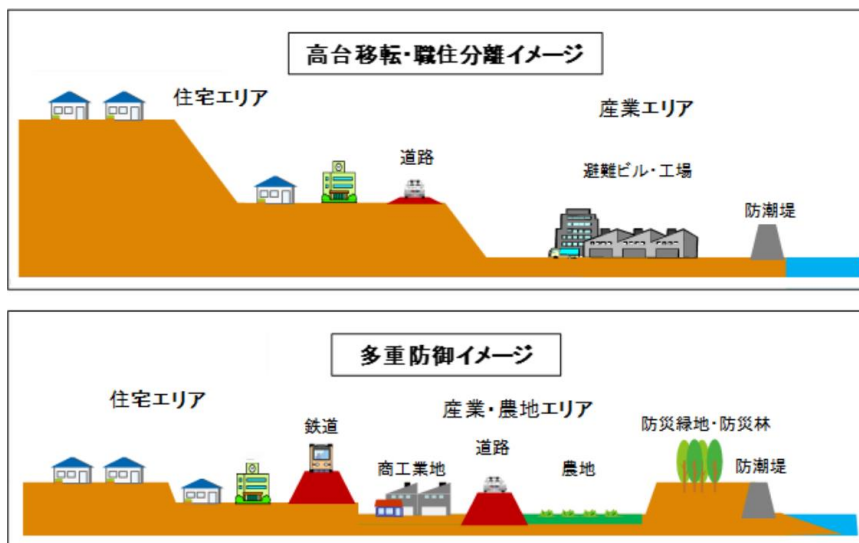 高台移転・職住分離イメージ
住宅エリア
産業エリア
道路
避難ビル・工場
防潮堤
多重防御イメージ
住宅エリア
産業・農地エリア
鉄道
防災緑地・防災林
商工業地
道路
農地
防潮堤